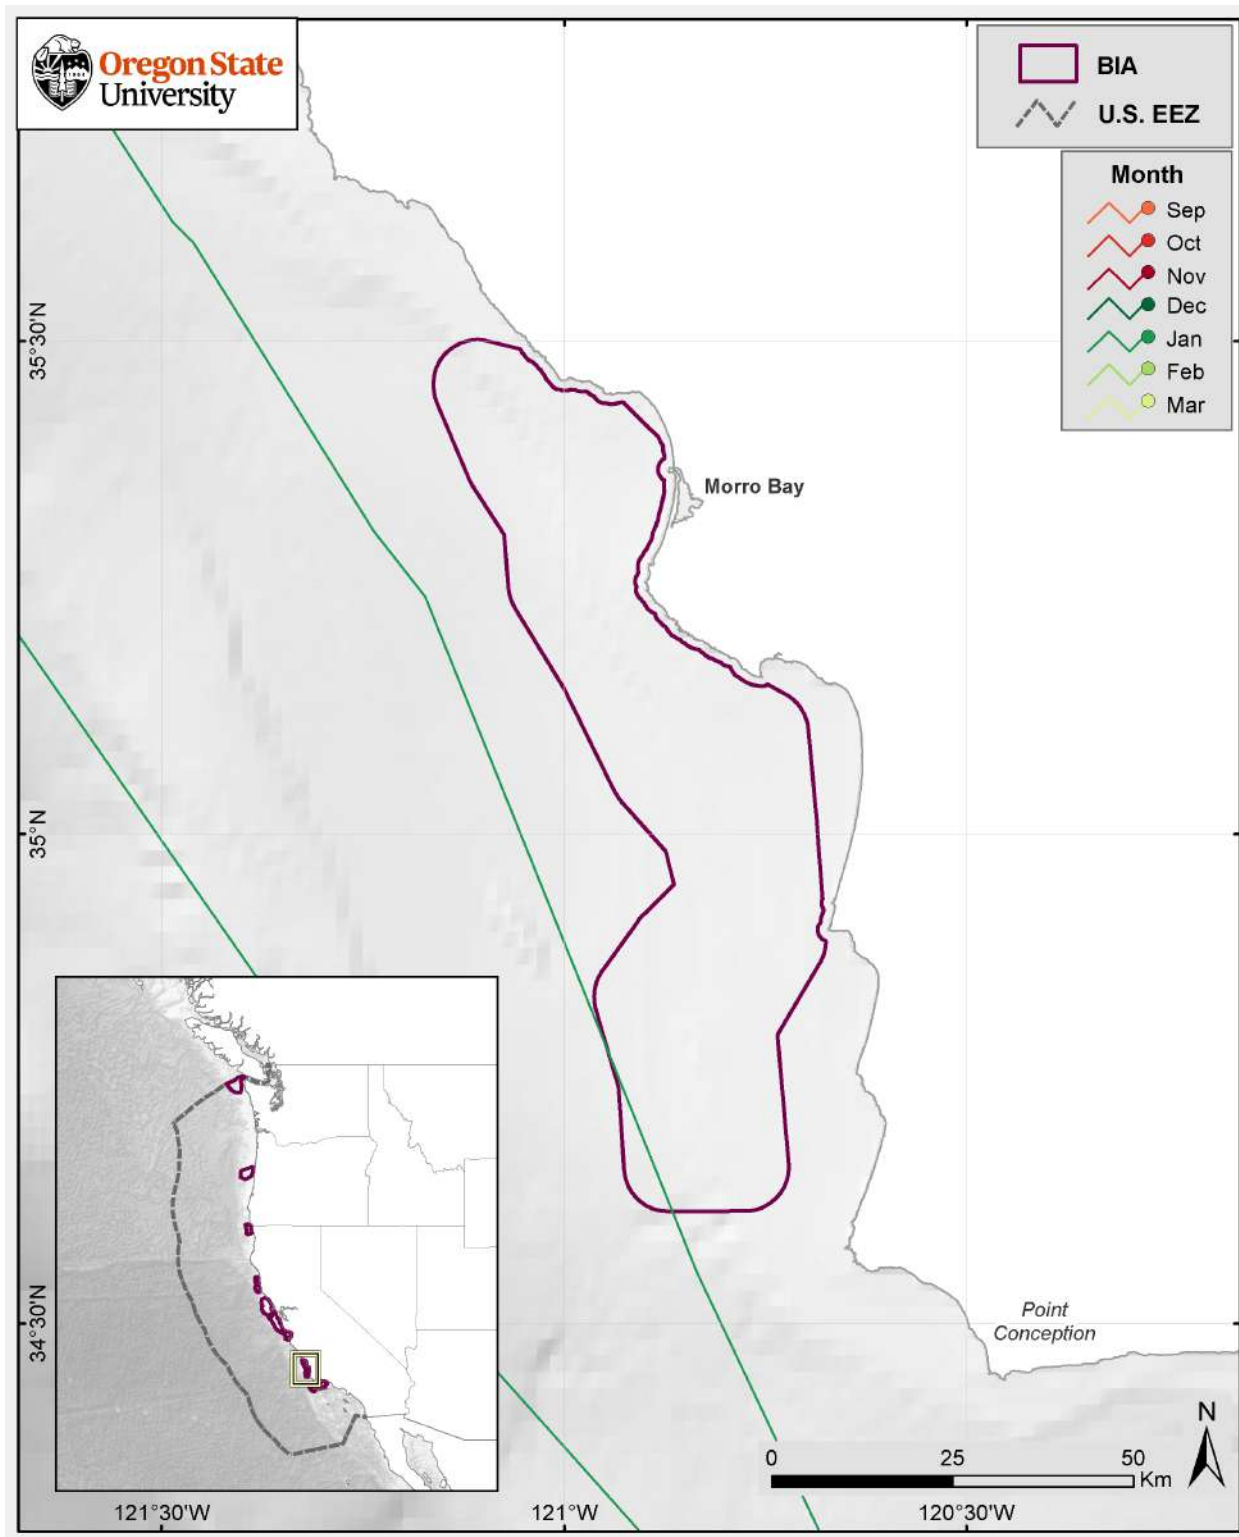 Oregon State
University
BIA
U.S. EEZ
Month
Sep
Oct
Nov
Dec
Jan
Feb
Mar
35°30'N
Morro Bay
35°N
34°30'N
Point
Conception
N
0 25 50
Km
121°30'W 121°W 120°30'W